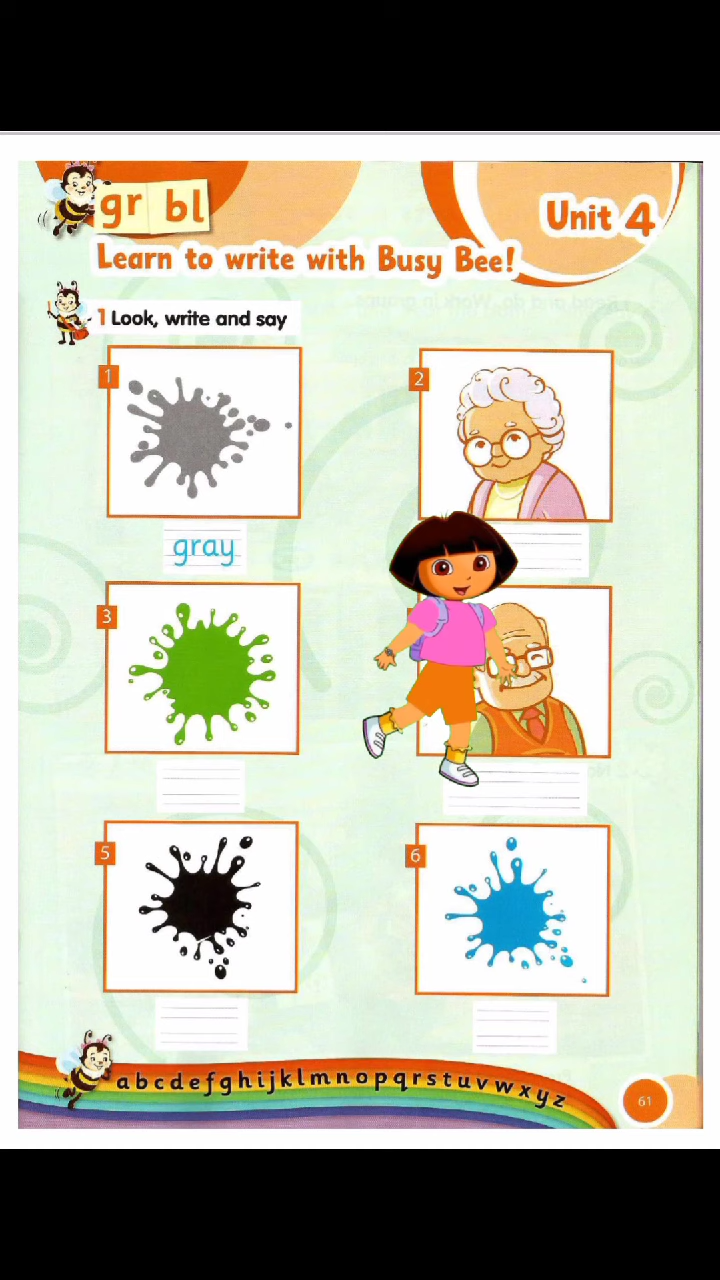 gr bl
Unit 4
Learn to write with Busy Bee!
1 Look, write and say
1
2
gray
3
5
6
a b c d e f g h i j k l m n o p q r s t u v w x y z
61